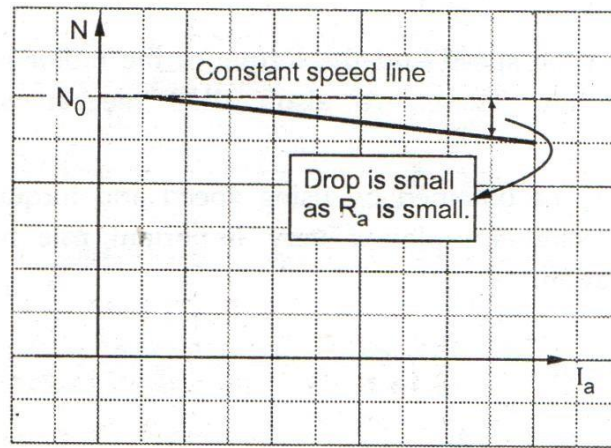 N
Constant speed line
N₀
Drop is small
as Rₐ is small.
Iₐ